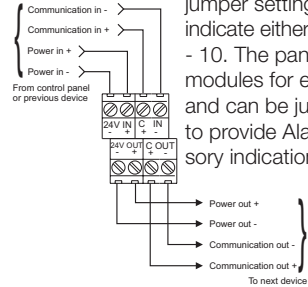 Communication in -
Communication in +
Power in +
Power in -
From control panel
or previous device
jumper setting
indicate either
- 10. The pan
modules for e
and can be ju
to provide Ala
sory indication
24V IN
- +
C IN
+ -
24V OUT
- +
C OUT
+ -
Power out +
Power out -
Communication out -
Communication out +
To next device